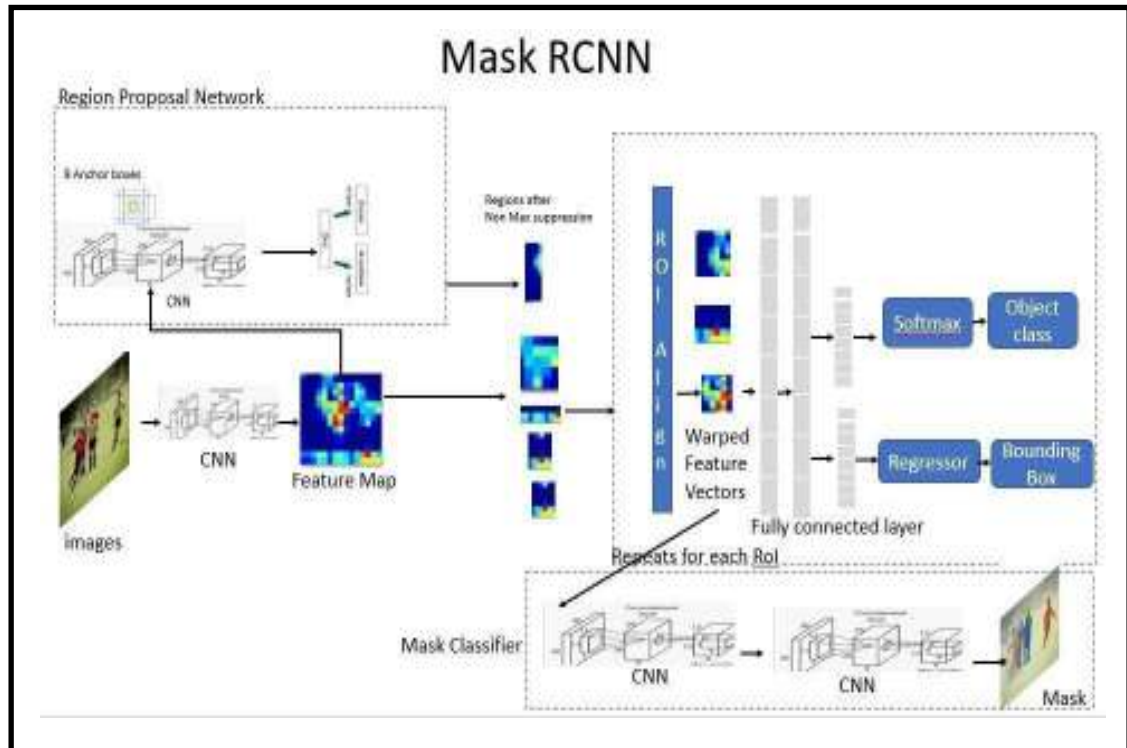 Mask RCNN
Region Proposal Network
9 Anchor boxes
CNN
Regions after
Non Max suppression
images
CNN
Feature Map
ROI Align
Warped
Feature
Vectors
Fully connected layer
Softmax
Object
class
Regressor
Bounding
Box
Repeats for each RoI
Mask Classifier
CNN
CNN
Mask